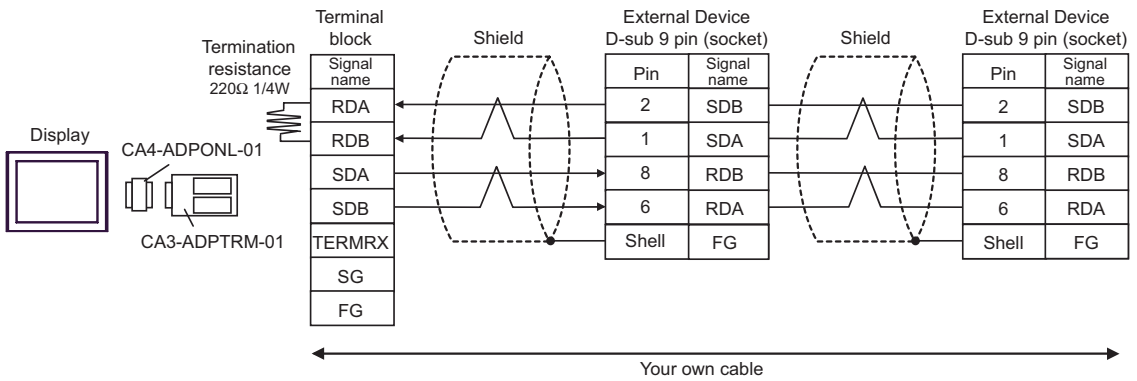 Display
CA4-ADPONL-01
CA3-ADPTRM-01
Termination
resistance
220Ω 1/4W
Terminal
block
Signal
name
RDA
RDB
SDA
SDB
TERMRX
SG
FG
Shield
External Device
D-sub 9 pin (socket)
Pin Signal
name
2 SDB
1 SDA
8 RDB
6 RDA
Shell FG
Shield
External Device
D-sub 9 pin (socket)
Pin Signal
name
2 SDB
1 SDA
8 RDB
6 RDA
Shell FG
Your own cable